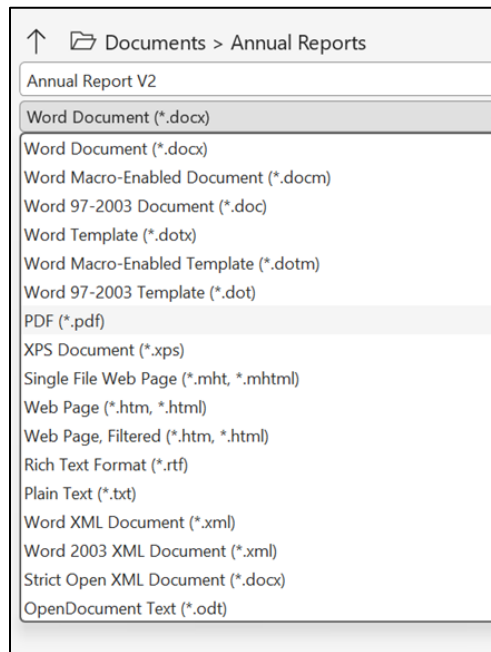 Documents > Annual Reports
Annual Report V2
Word Document (*.docx)
Word Document (*.docx)
Word Macro-Enabled Document (*.docm)
Word 97-2003 Document (*.doc)
Word Template (*.dotx)
Word Macro-Enabled Template (*.dotm)
Word 97-2003 Template (*.dot)
PDF (*.pdf)
XPS Document (*.xps)
Single File Web Page (*.mht, *.mhtml)
Web Page (*.htm, *.html)
Web Page, Filtered (*.htm, *.html)
Rich Text Format (*.rtf)
Plain Text (*.txt)
Word XML Document (*.xml)
Word 2003 XML Document (*.xml)
Strict Open XML Document (*.docx)
OpenDocument Text (*.odt)